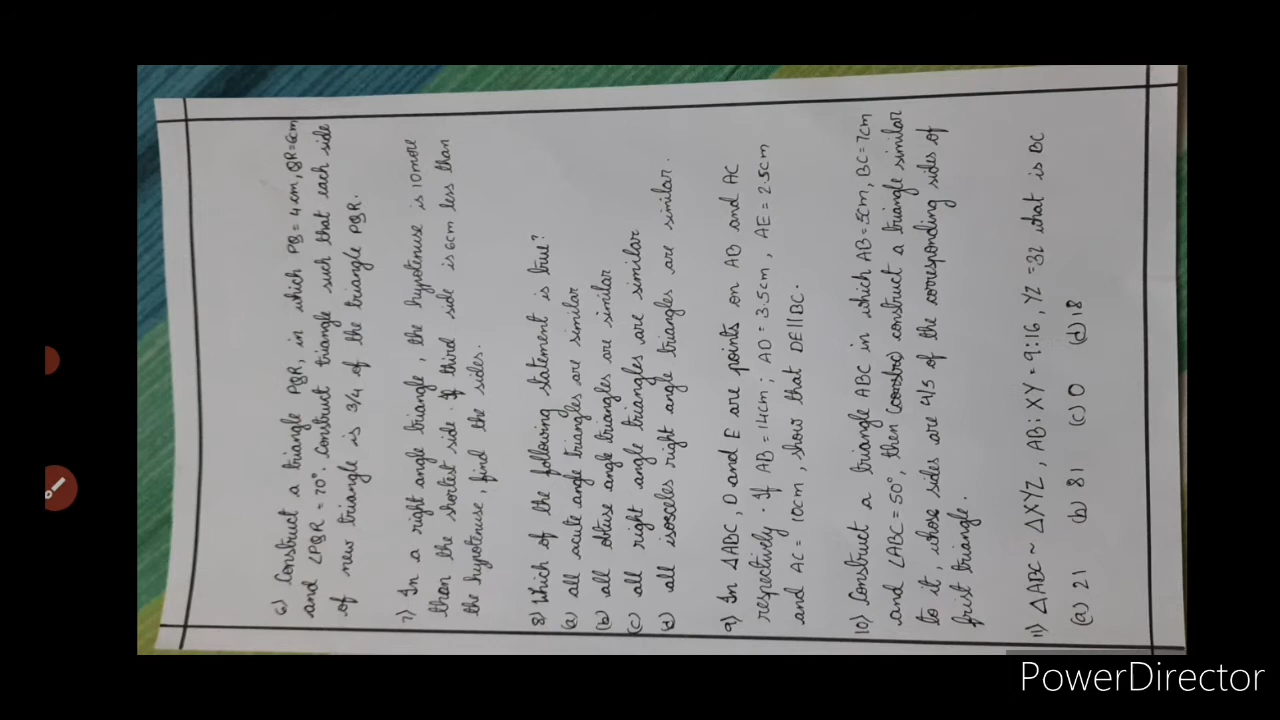 6) Construct a triangle PQR, in which PQ = 4 cm, QR = 6cm
and ∠PQR = 70°. Construct triangle such that each side
of new triangle is 3/4 of the triangle PQR.
7) In a right angle triangle, the hypotenuse is 10 more
than the shortest side. If third side is 6cm less than
the hypotenuse, find the sides.
8) Which of the following statement is true?
(a) all acute angle triangles are similar
(b) all obtuse angle triangles are similar
(c) all right angle triangles are similar
(d) all isosceles right angle triangles are similar.
9) In ΔABC, D and E are points on AB and AC
respectively. If AB = 14cm; AD = 3.5cm, AE = 2.5cm
and AC = 10cm, show that DE||BC.
10) Construct a triangle ABC in which AB = 5cm, BC = 7cm
and ∠ABC = 50°, then construct a triangle similar
to it, whose sides are 4/5 of the corresponding sides of
frist triangle.
11) ΔABC ~ ΔXYZ, AB : XY = 9:16, YZ = 32 what is BC
(a) 21 (b) 81 (c) 0 (d) 18
PowerDirector